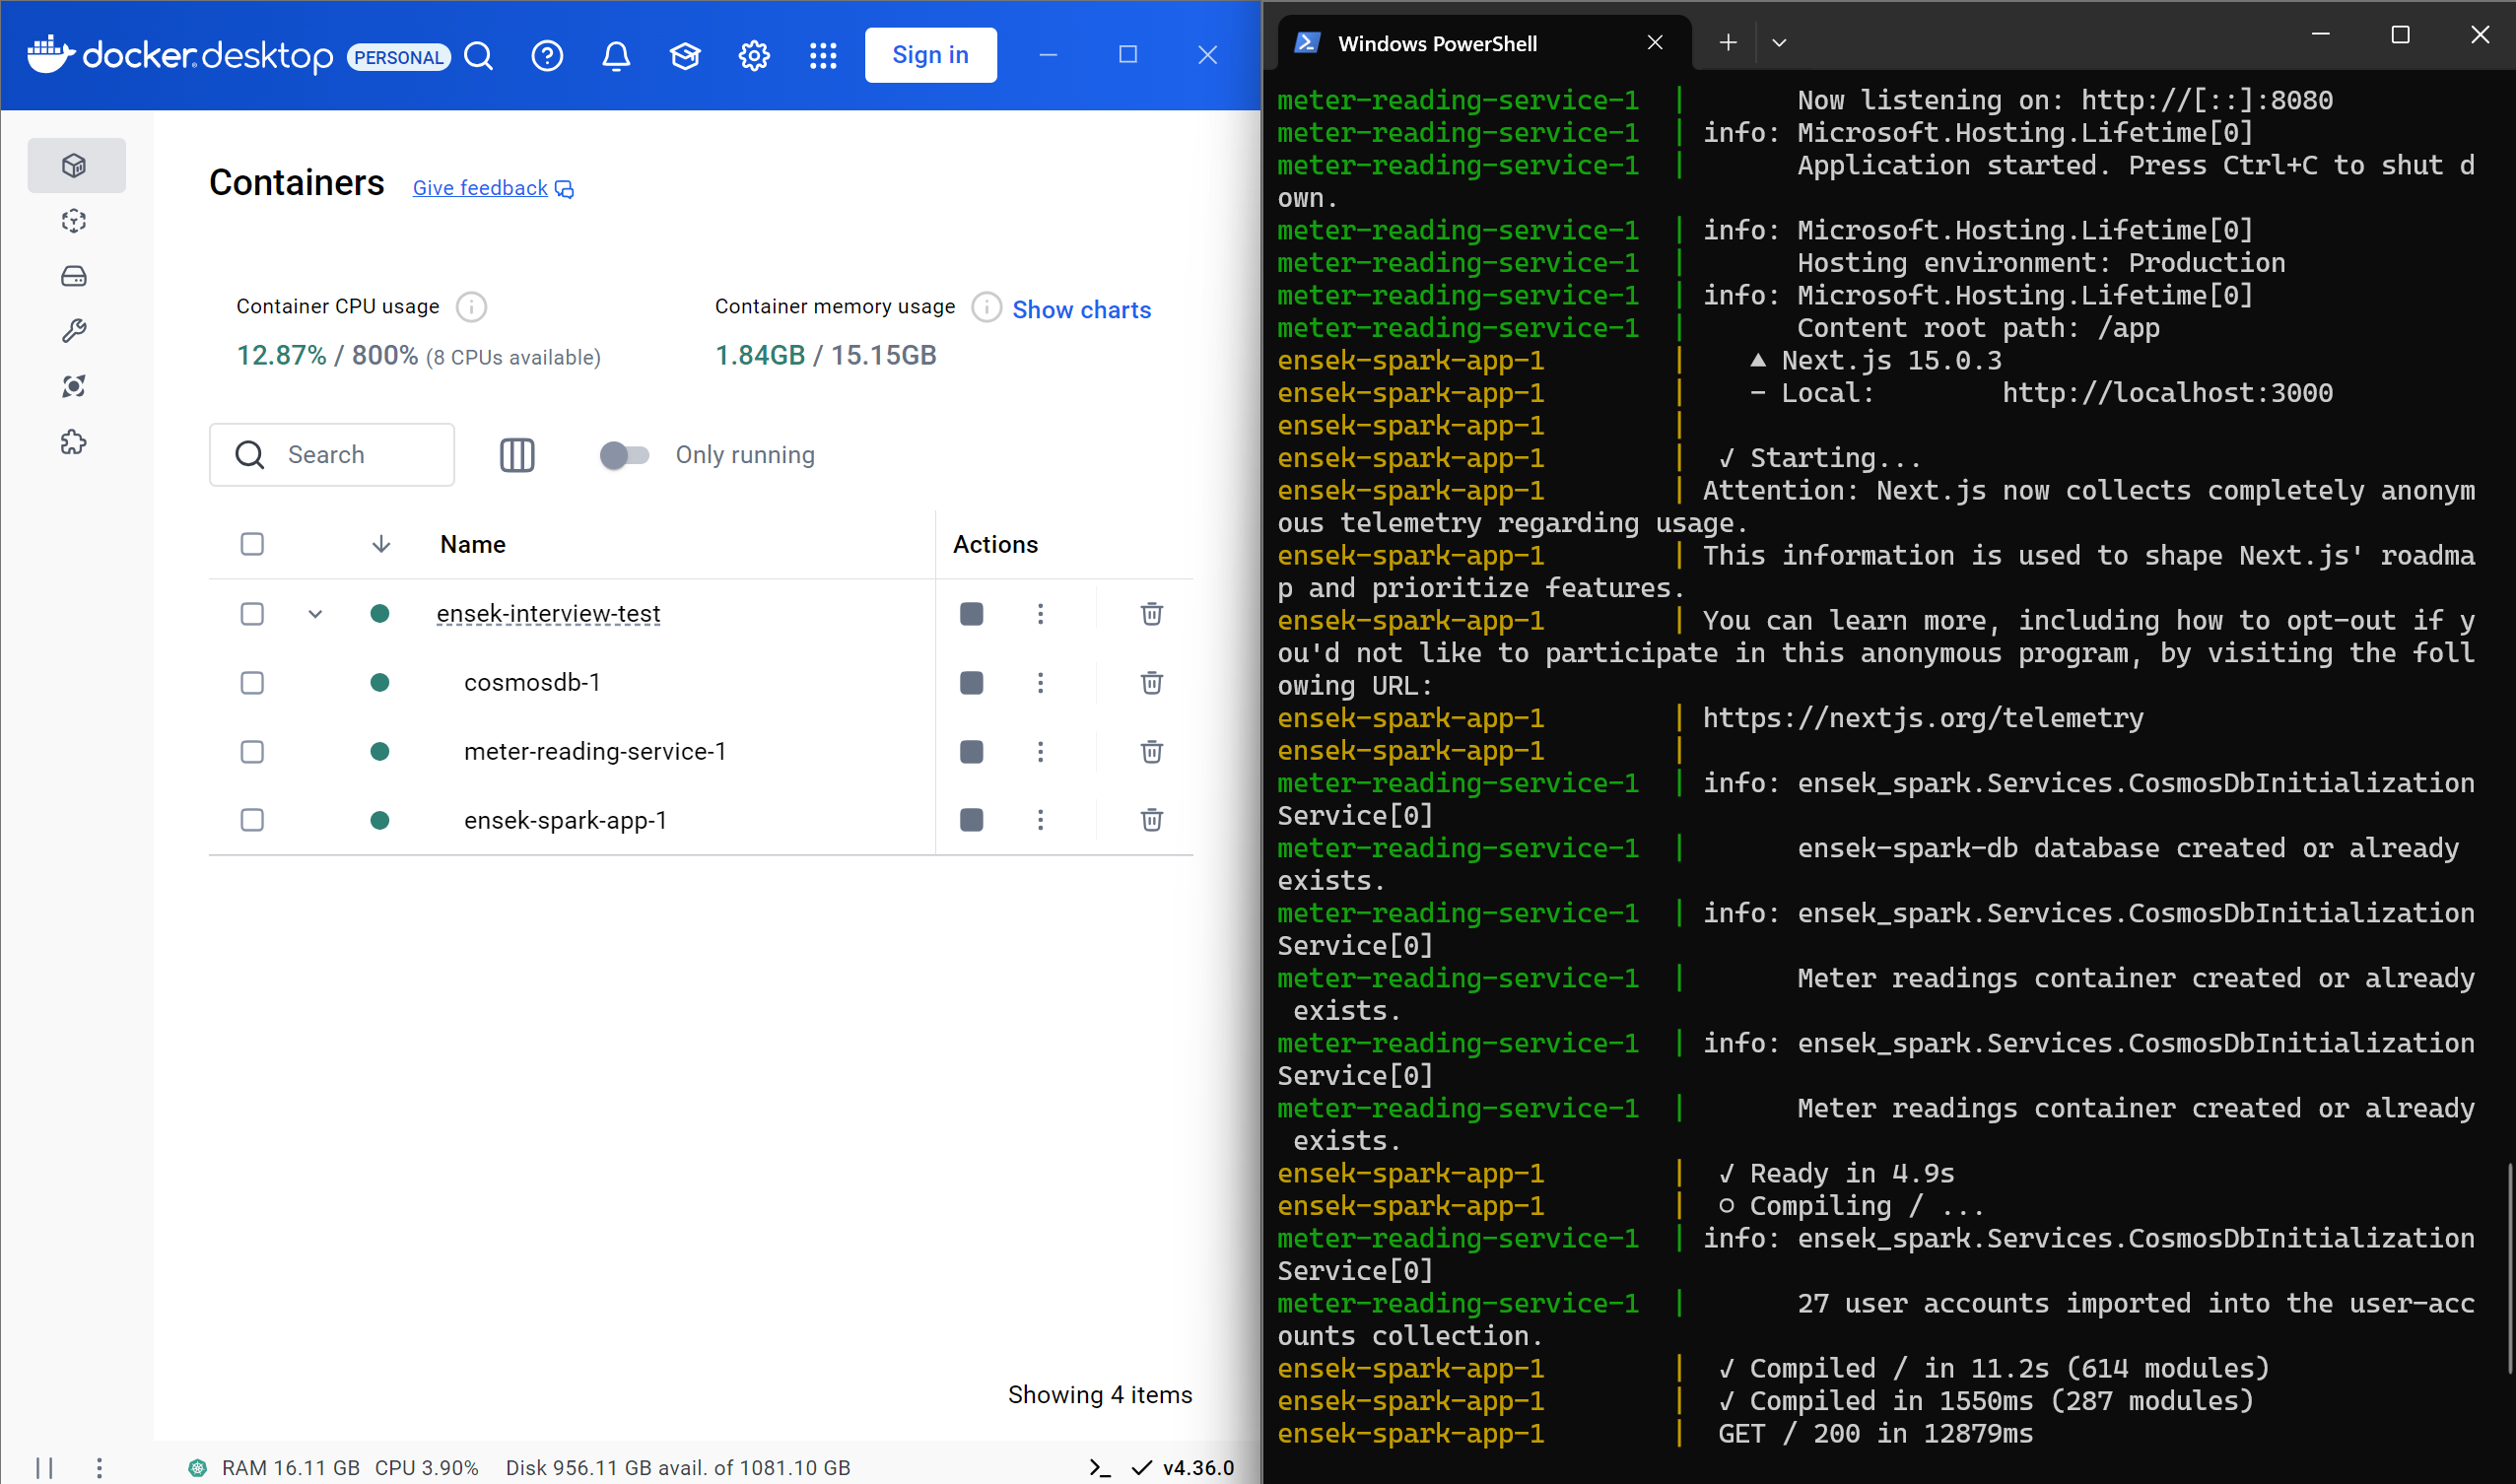 docker.desktop PERSONAL Sign in
Containers Give feedback
Container CPU usage
12.87% / 800% (8 CPUs available)
Container memory usage Show charts
1.84GB / 15.15GB
Search Only running
Name Actions
ensek-interview-test
cosmosdb-1
meter-reading-service-1
ensek-spark-app-1
Showing 4 items
RAM 16.11 GB CPU 3.90% Disk 956.11 GB avail. of 1081.10 GB >_ v4.36.0
Windows PowerShell
meter-reading-service-1 | Now listening on: http://[::]:8080
meter-reading-service-1 | info: Microsoft.Hosting.Lifetime[0]
meter-reading-service-1 | Application started. Press Ctrl+C to shut d
own.
meter-reading-service-1 | info: Microsoft.Hosting.Lifetime[0]
meter-reading-service-1 | Hosting environment: Production
meter-reading-service-1 | info: Microsoft.Hosting.Lifetime[0]
meter-reading-service-1 | Content root path: /app
ensek-spark-app-1 | ▲ Next.js 15.0.3
ensek-spark-app-1 | - Local: http://localhost:3000
ensek-spark-app-1 |
ensek-spark-app-1 | ✓ Starting...
ensek-spark-app-1 | Attention: Next.js now collects completely anonym
ous telemetry regarding usage.
ensek-spark-app-1 | This information is used to shape Next.js' roadma
p and prioritize features.
ensek-spark-app-1 | You can learn more, including how to opt-out if y
ou'd not like to participate in this anonymous program, by visiting the foll
owing URL:
ensek-spark-app-1 | https://nextjs.org/telemetry
ensek-spark-app-1 |
meter-reading-service-1 | info: ensek_spark.Services.CosmosDbInitialization
Service[0]
meter-reading-service-1 | ensek-spark-db database created or already
exists.
meter-reading-service-1 | info: ensek_spark.Services.CosmosDbInitialization
Service[0]
meter-reading-service-1 | Meter readings container created or already
exists.
meter-reading-service-1 | info: ensek_spark.Services.CosmosDbInitialization
Service[0]
meter-reading-service-1 | Meter readings container created or already
exists.
ensek-spark-app-1 | ✓ Ready in 4.9s
ensek-spark-app-1 | ○ Compiling / ...
meter-reading-service-1 | info: ensek_spark.Services.CosmosDbInitialization
Service[0]
meter-reading-service-1 | 27 user accounts imported into the user-acc
ounts collection.
ensek-spark-app-1 | ✓ Compiled / in 11.2s (614 modules)
ensek-spark-app-1 | ✓ Compiled in 1550ms (287 modules)
ensek-spark-app-1 | GET / 200 in 12879ms